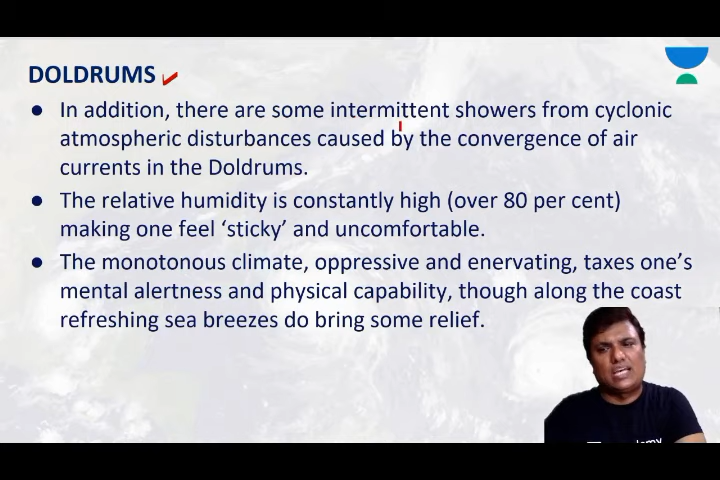 DOLDRUMS
● In addition, there are some intermittent showers from cyclonic
atmospheric disturbances caused by the convergence of air
currents in the Doldrums.
● The relative humidity is constantly high (over 80 per cent)
making one feel ‘sticky’ and uncomfortable.
● The monotonous climate, oppressive and enervating, taxes one’s
mental alertness and physical capability, though along the coast
refreshing sea breezes do bring some relief.